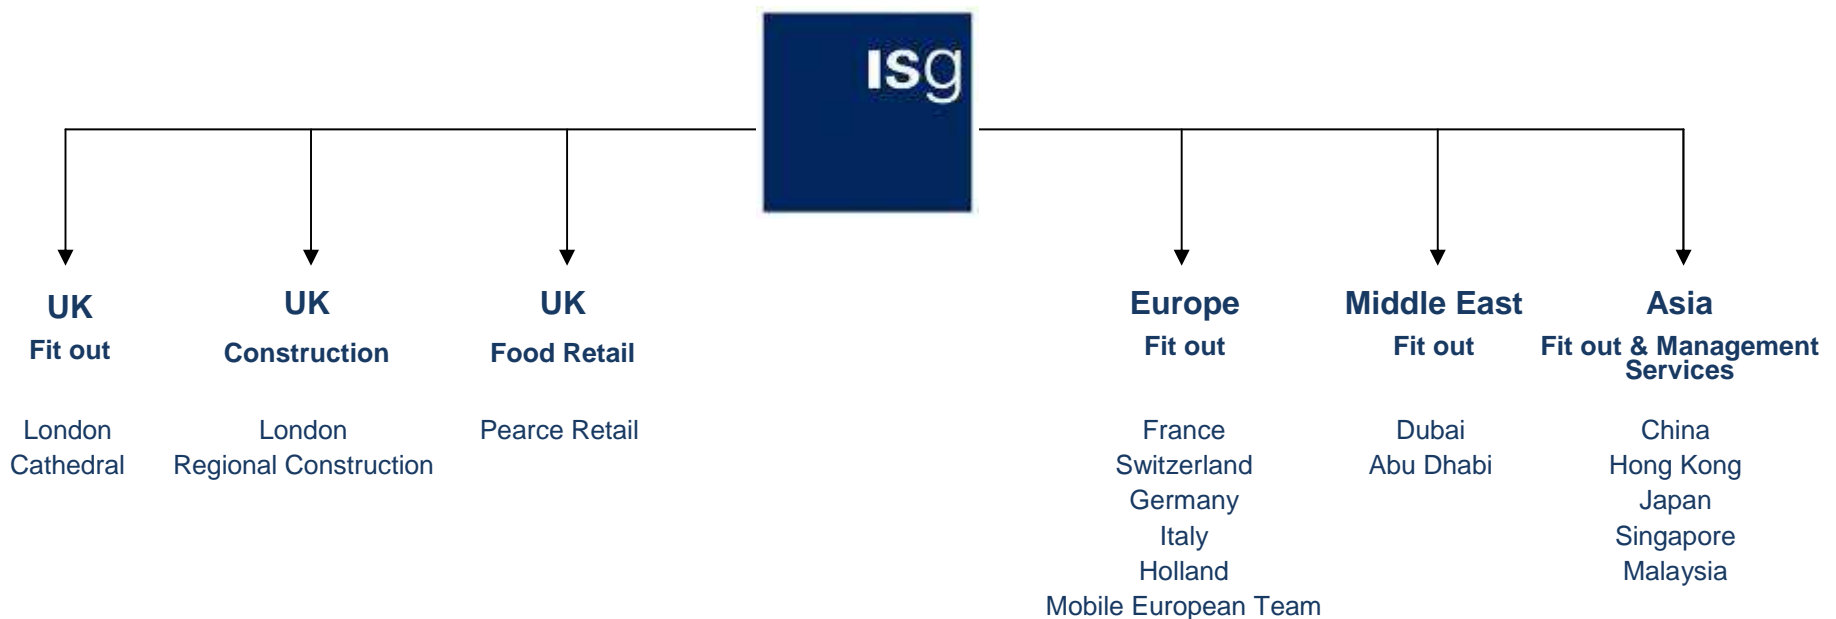 ISg
UK
Fit out
London
Cathedral
UK
Construction
London
Regional Construction
UK
Food Retail
Pearce Retail
Europe
Fit out
France
Switzerland
Germany
Italy
Holland
Mobile European Team
Middle East
Fit out
Dubai
Abu Dhabi
Asia
Fit out & Management
Services
China
Hong Kong
Japan
Singapore
Malaysia